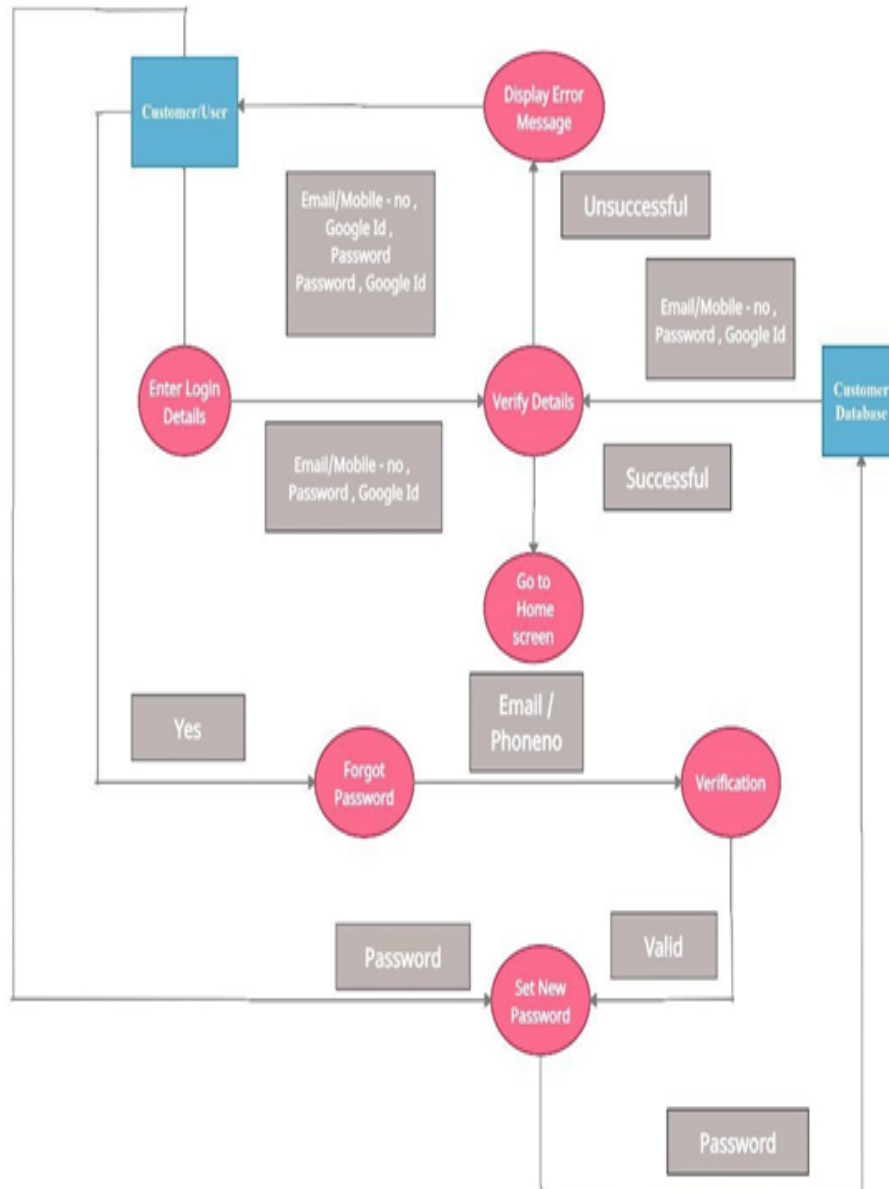 Customer/User
Display Error
Message
Email/Mobile - no ,
Google Id ,
Password
Password , Google Id
Unsuccessful
Email/Mobile - no ,
Password , Google Id
Enter Login
Details
Verify Details
Customer
Database
Email/Mobile - no ,
Password , Google Id
Successful
Go to
Home
screen
Yes
Email /
Phoneno
Forgot
Password
Verification
Password
Valid
Set New
Password
Password